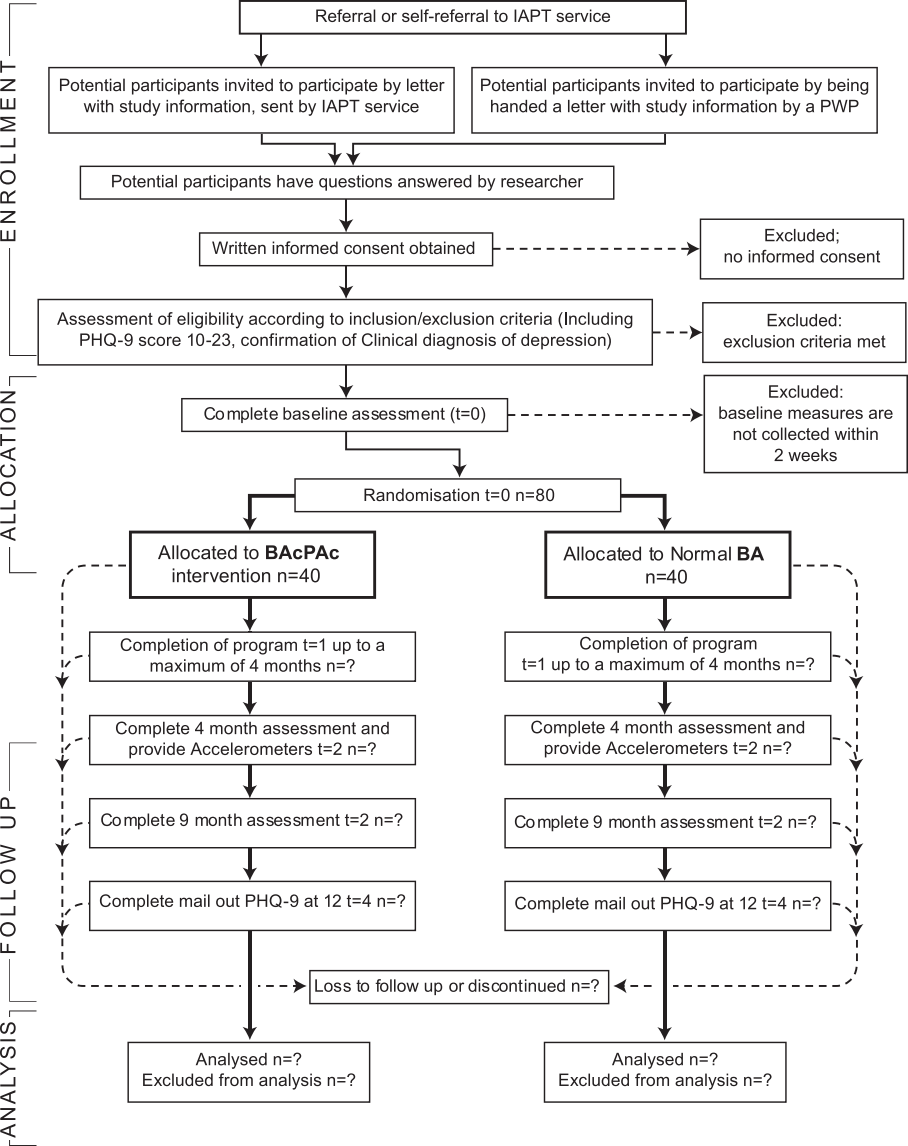 ENROLLMENT
Referral or self-referral to IAPT service
Potential participants invited to participate by letter
with study information, sent by IAPT service
Potential participants invited to participate by being
handed a letter with study information by a PWP
Potential participants have questions answered by researcher
Written informed consent obtained
Excluded;
no informed consent
Assessment of eligibility according to inclusion/exclusion criteria (Including
PHQ-9 score 10-23, confirmation of Clinical diagnosis of depression)
Excluded:
exclusion criteria met
ALLOCATION
Complete baseline assessment (t=0)
Excluded:
baseline measures are
not collected within
2 weeks
Randomisation t=0 n=80
Allocated to BAcPAc
intervention n=40
Allocated to Normal BA
n=40
Completion of program t=1 up to a
maximum of 4 months n=?
Completion of program
t=1 up to a maximum of 4 months n=?
FOLLOW UP
Complete 4 month assessment and
provide Accelerometers t=2 n=?
Complete 4 month assessment and
provide Accelerometers t=2 n=?
Complete 9 month assessment t=2 n=?
Complete 9 month assessment t=2 n=?
Complete mail out PHQ-9 at 12 t=4 n=?
Complete mail out PHQ-9 at 12 t=4 n=?
Loss to follow up or discontinued n=?
ANALYSIS
Analysed n=?
Excluded from analysis n=?
Analysed n=?
Excluded from analysis n=?